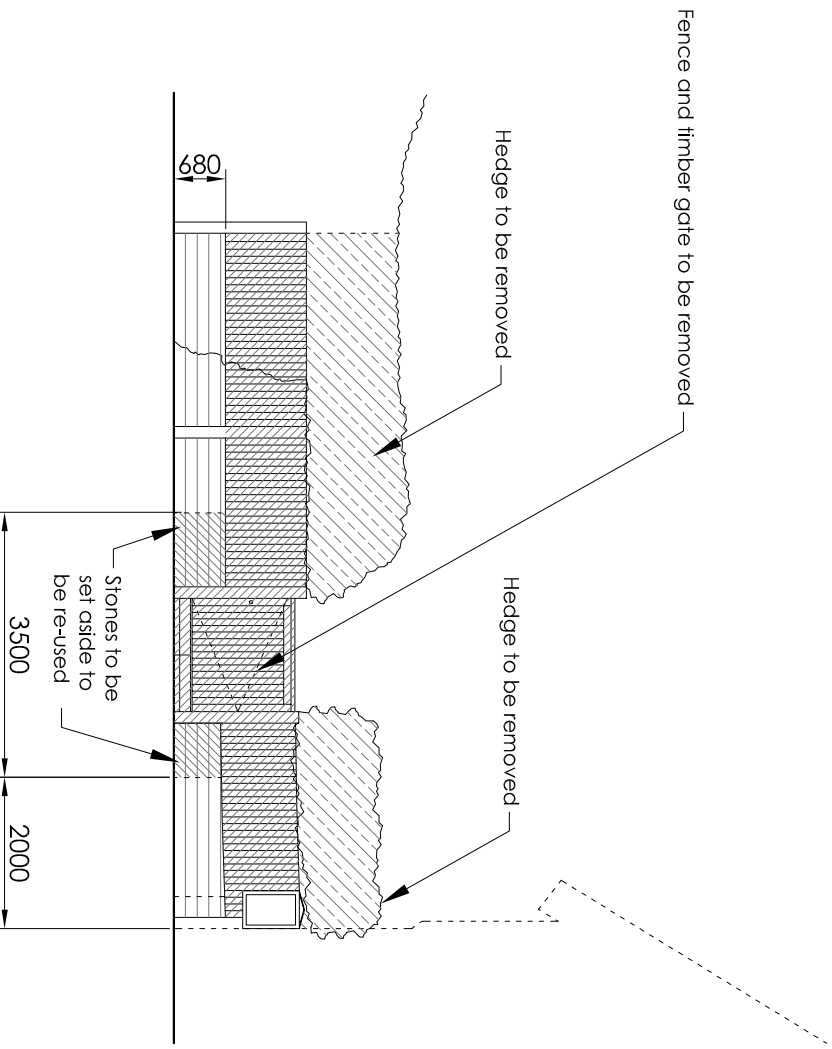 Fence and timber gate to be removed
Hedge to be removed
Hedge to be removed
680
Stones to be
set aside to
be re-used
3500
2000